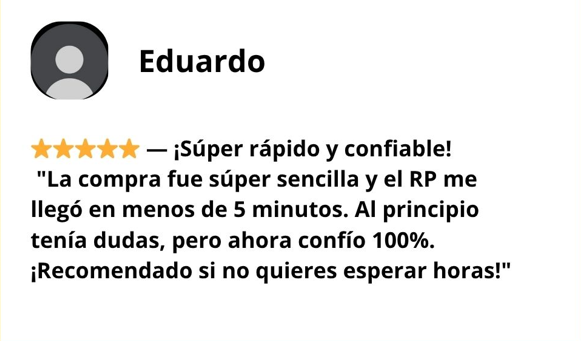 Eduardo
⭐⭐⭐⭐⭐ — ¡Súper rápido y confiable!
"La compra fue súper sencilla y el RP me
llegó en menos de 5 minutos. Al principio
tenía dudas, pero ahora confío 100%.
¡Recomendado si no quieres esperar horas!"